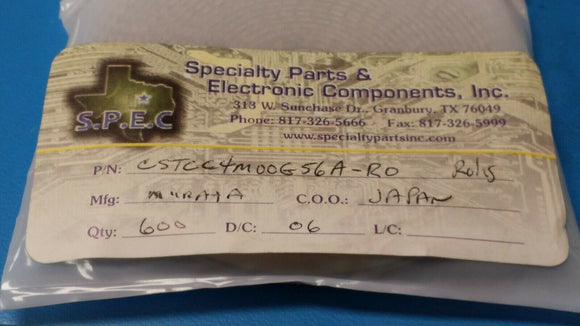 S.P.E.C
Specialty Parts &
Electronic Components, Inc.
313 W. Sunchase Dr., Granbury, TX 76049
Phone: 817-326-5666 Fax: 817-326-5999
www.specialtypartsinc.com
P/N: CSTCC4M00G56A-R0 RoHS
Mfg: MURATA C.O.O.: JAPAN
Qty: 600 D/C: 06 L/C: